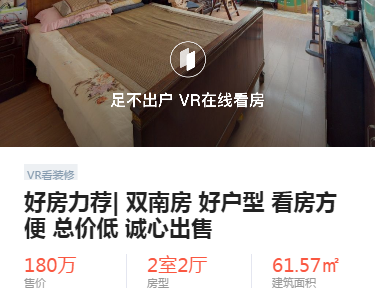 足不出户 VR在线看房
VR看装修
好房力荐| 双南房 好户型 看房方
便 总价低 诚心出售
180万 2室2厅 61.57㎡
售价 房型 建筑面积